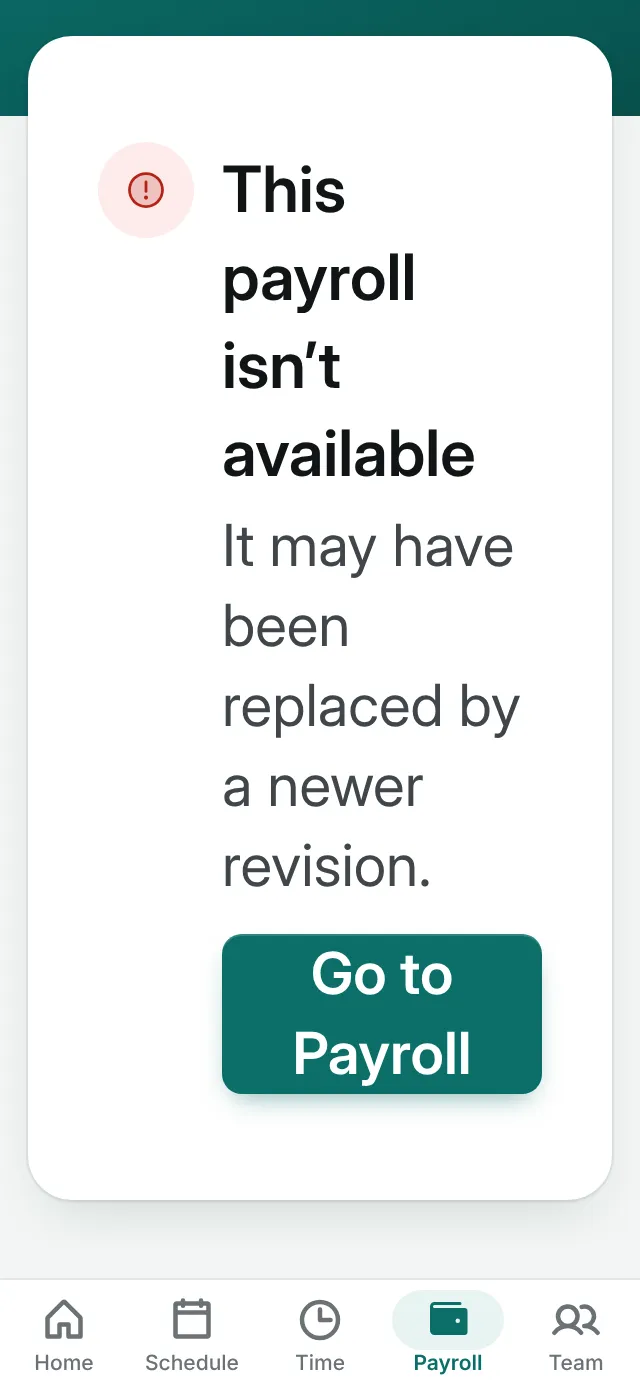 This
payroll
isn’t
available
It may have
been
replaced by
a newer
revision.
Go to
Payroll
Home
Schedule
Time
Payroll
Team